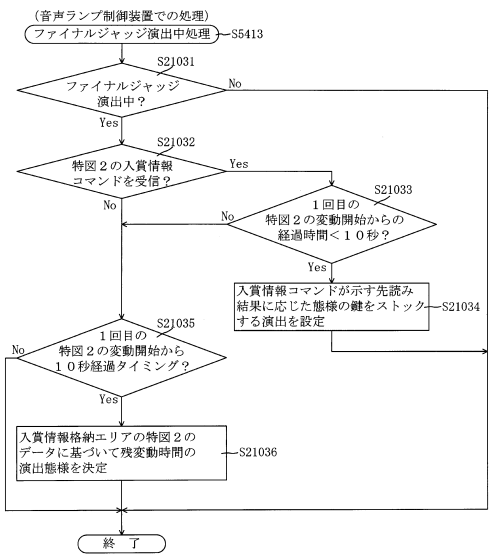 (音声ランプ制御装置での処理)
ファイナルジャッジ演出中処理
S5413
S21031
ファイナルジャッジ
演出中?
No
Yes
S21032
特図2の入賞情報
コマンドを受信?
Yes
No
S21033
1回目の
特図2の変動開始からの
経過時間<10秒?
No
Yes
入賞情報コマンドが示す先読み
結果に応じた態様の鍵をストック
する演出を設定
S21034
S21035
1回目の
特図2の変動開始から
10秒経過タイミング?
No
Yes
入賞情報格納エリアの特図2の
データに基づいて残変動時間の
演出態様を決定
S21036
終了